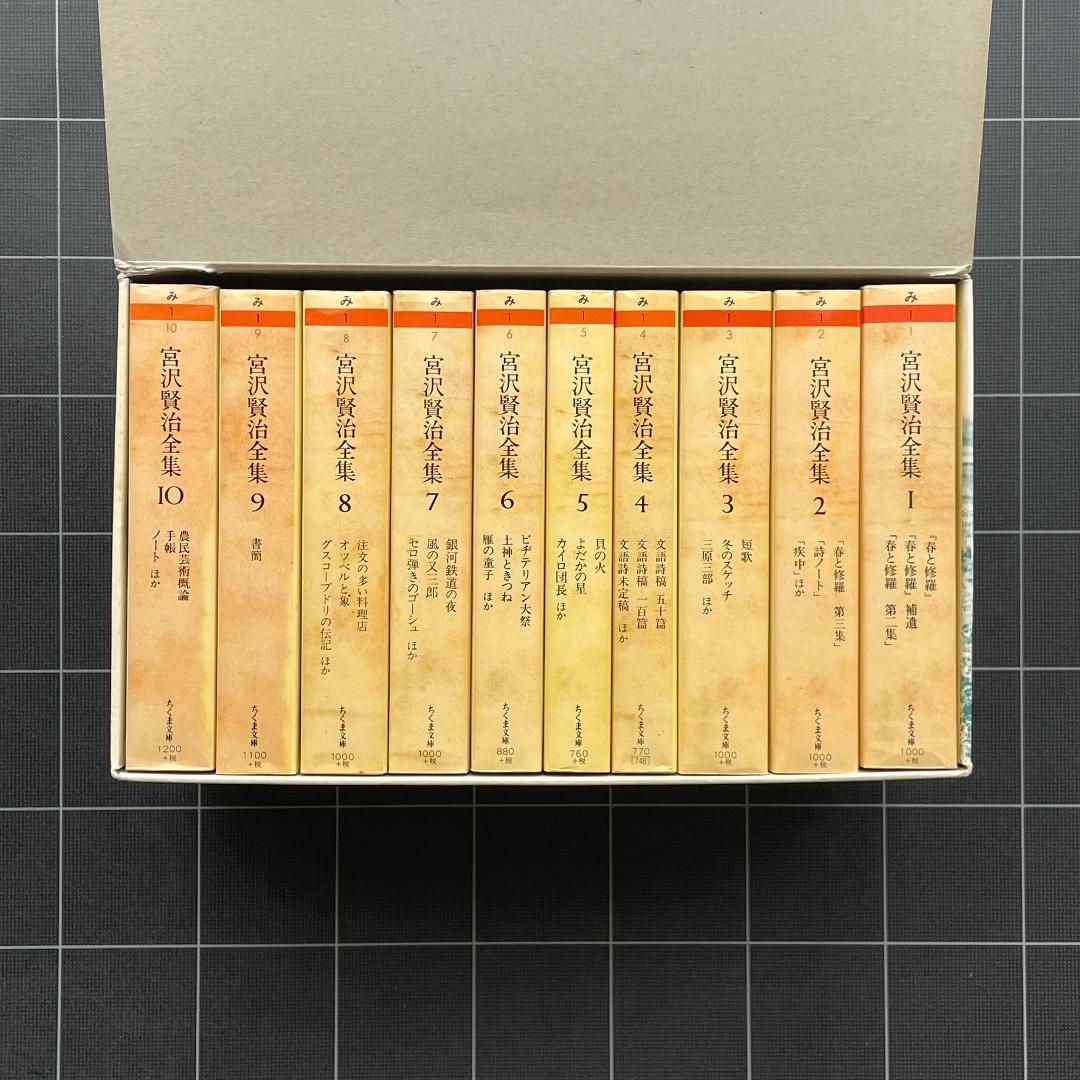 み
1
1
宮沢賢治全集
1
『春と修羅』
『春と修羅』補遺
『春と修羅 第二集』
ちくま文庫
1000
+税
み
1
2
宮沢賢治全集
2
「春と修羅 第三集」
「詩ノート」
「疾中」ほか
ちくま文庫
1000
+税
み
1
3
宮沢賢治全集
3
短歌
冬のスケッチ
三原三部 ほか
ちくま文庫
1000
+税
み
1
4
宮沢賢治全集
4
文語詩稿 五十篇
文語詩稿 一百篇
文語詩未定稿 ほか
ちくま文庫
770
[748]
み
1
5
宮沢賢治全集
5
貝の火
よだかの星
カイロ団長 ほか
ちくま文庫
760
+税
み
1
6
宮沢賢治全集
6
ビヂテリアン大祭
土神ときつね
雁の童子 ほか
ちくま文庫
880
+税
み
1
7
宮沢賢治全集
7
銀河鉄道の夜
風の又三郎
セロ弾きのゴーシュ ほか
ちくま文庫
1000
+税
み
1
8
宮沢賢治全集
8
注文の多い料理店
オツベルと象
グスコーブドリの伝記 ほか
ちくま文庫
1000
+税
み
1
9
宮沢賢治全集
9
書簡
ちくま文庫
1100
+税
み
1
10
宮沢賢治全集
10
農民芸術概論
手帳
ノート ほか
ちくま文庫
1200
+税